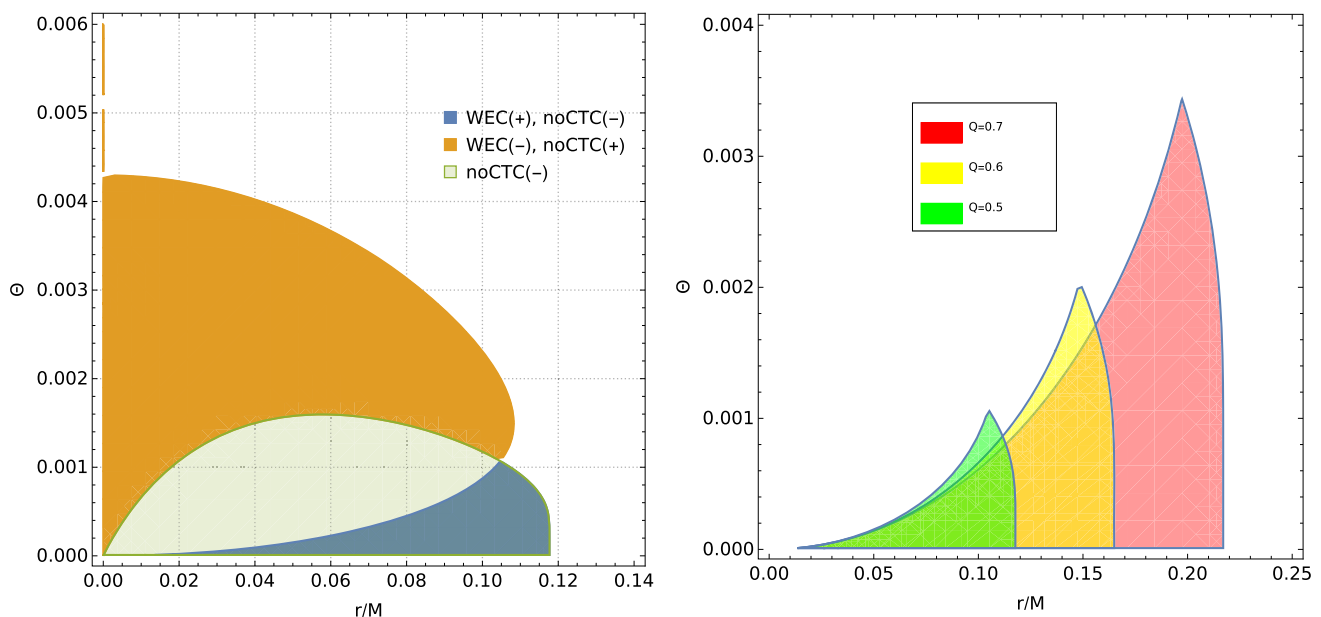 0.006
0.005
0.004
0.003
0.002
0.001
0.000
Θ
0.00 0.02 0.04 0.06 0.08 0.10 0.12 0.14
r/M
WEC(+), noCTC(−)
WEC(−), noCTC(+)
noCTC(−)
0.004
0.003
0.002
0.001
0.000
Θ
0.00 0.05 0.10 0.15 0.20 0.25
r/M
Q=0.7
Q=0.6
Q=0.5